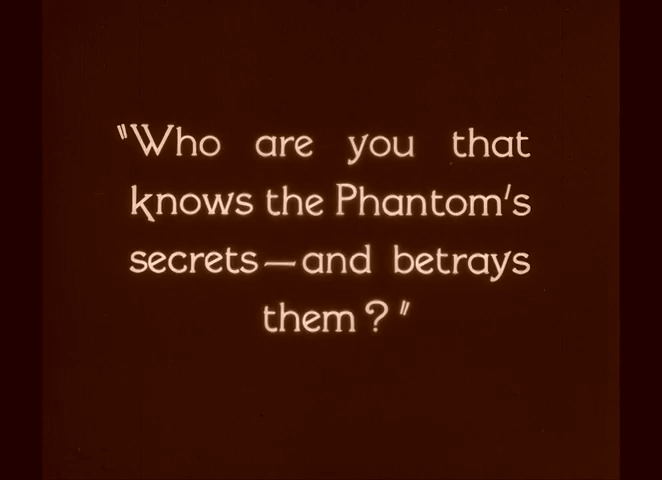 "Who are you that
knows the Phantom's
secrets—and betrays
them?"